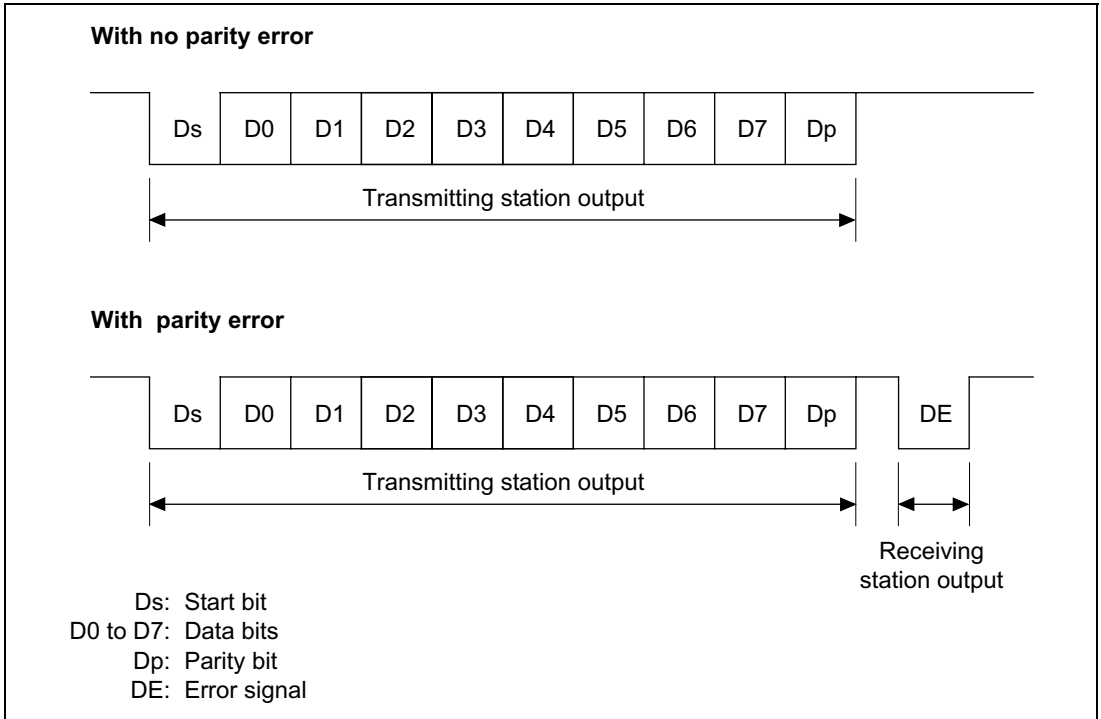 With no parity error
Ds D0 D1 D2 D3 D4 D5 D6 D7 Dp
Transmitting station output
With parity error
Ds D0 D1 D2 D3 D4 D5 D6 D7 Dp DE
Transmitting station output
Receiving
station output
Ds: Start bit
D0 to D7: Data bits
Dp: Parity bit
DE: Error signal